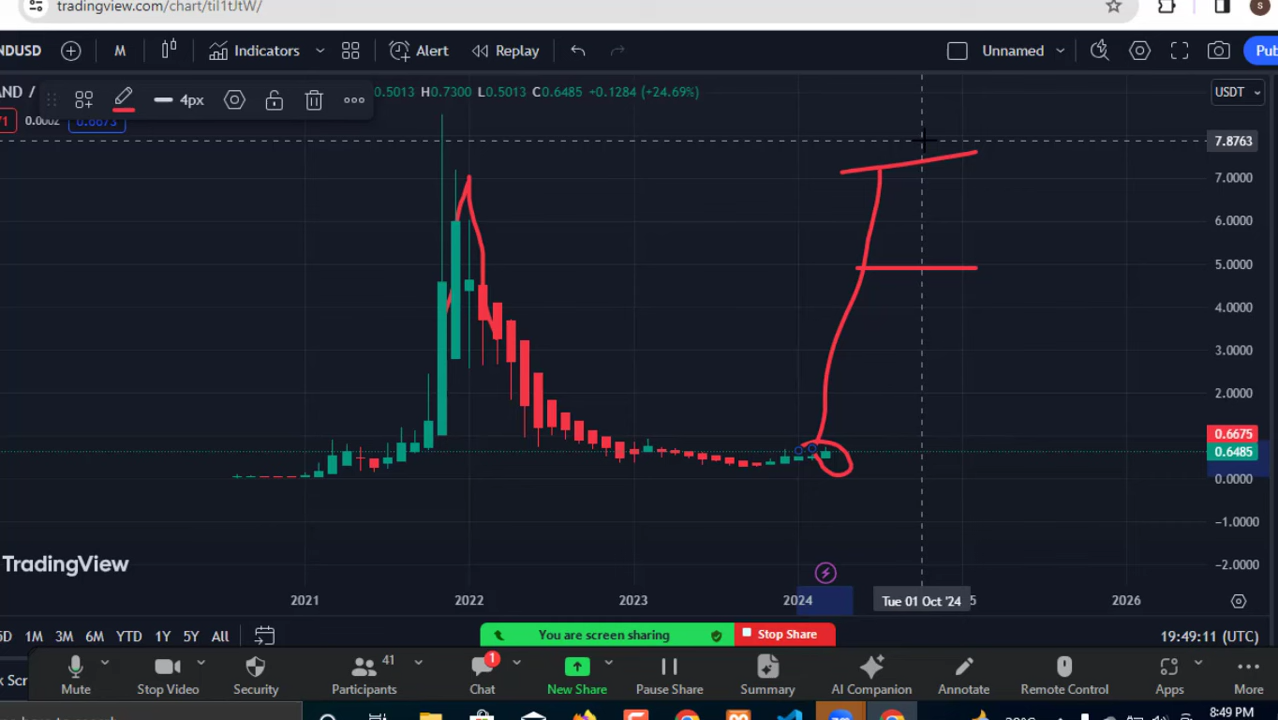 tradingview.com/chart/til1tJtW/
NDUSD M Indicators Alert Replay Unnamed Pub
AND / 0.5013 H0.7300 L0.5013 C0.6485 +0.1284 (+24.69%) USDT
4px
71 0.0002 0.6673
7.8763
7.0000
6.0000
5.0000
4.0000
3.0000
2.0000
0.6675
0.6485
0.0000
-1.0000
-2.0000
TradingView
2021 2022 2023 2024 Tue 01 Oct '24 5 2026
5D 1M 3M 6M YTD 1Y 5Y All You are screen sharing Stop Share 19:49:11 (UTC)
41 1
Mute Stop Video Security Participants Chat New Share Pause Share Summary AI Companion Annotate Remote Control Apps More
k Scr
8:49 PM